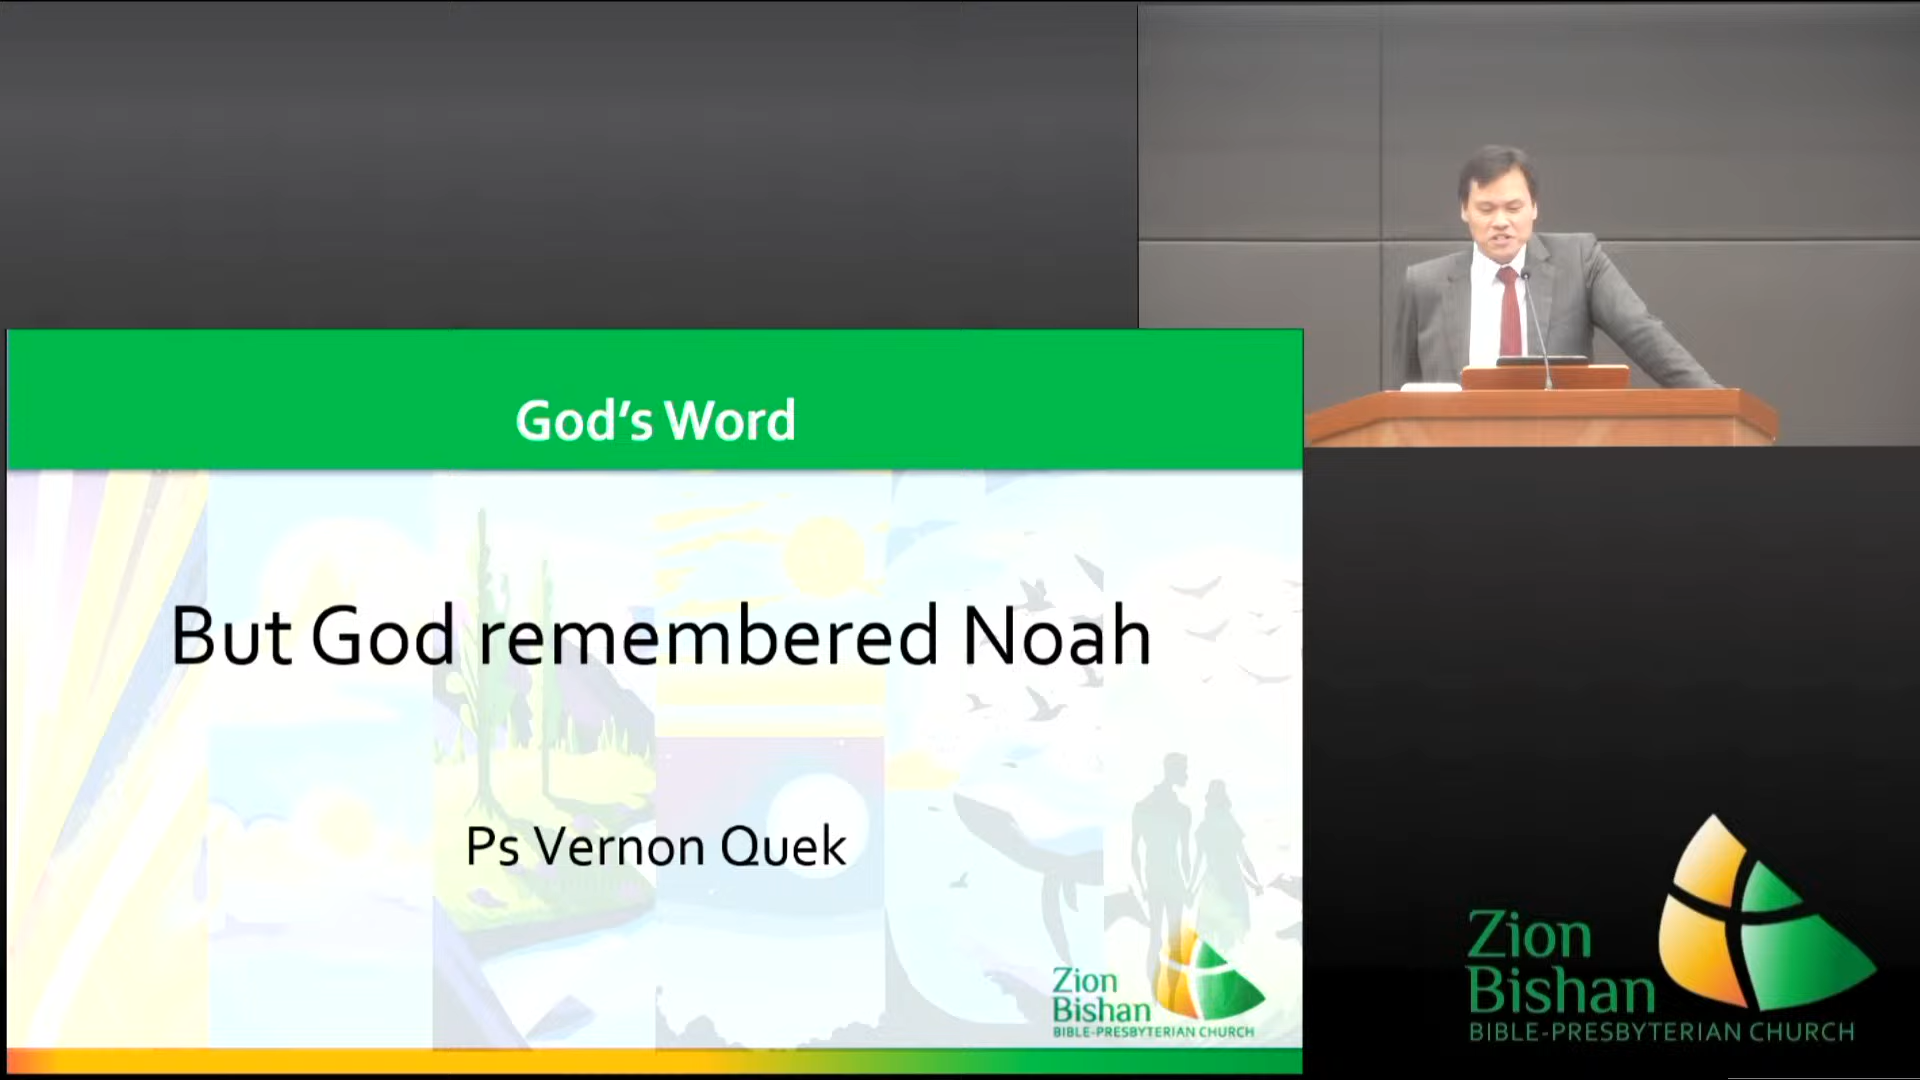 God's Word
But God remembered Noah
Ps Vernon Quek
Zion
Bishan
BIBLE-PRESBYTERIAN CHURCH
Zion
Bishan
BIBLE-PRESBYTERIAN CHURCH